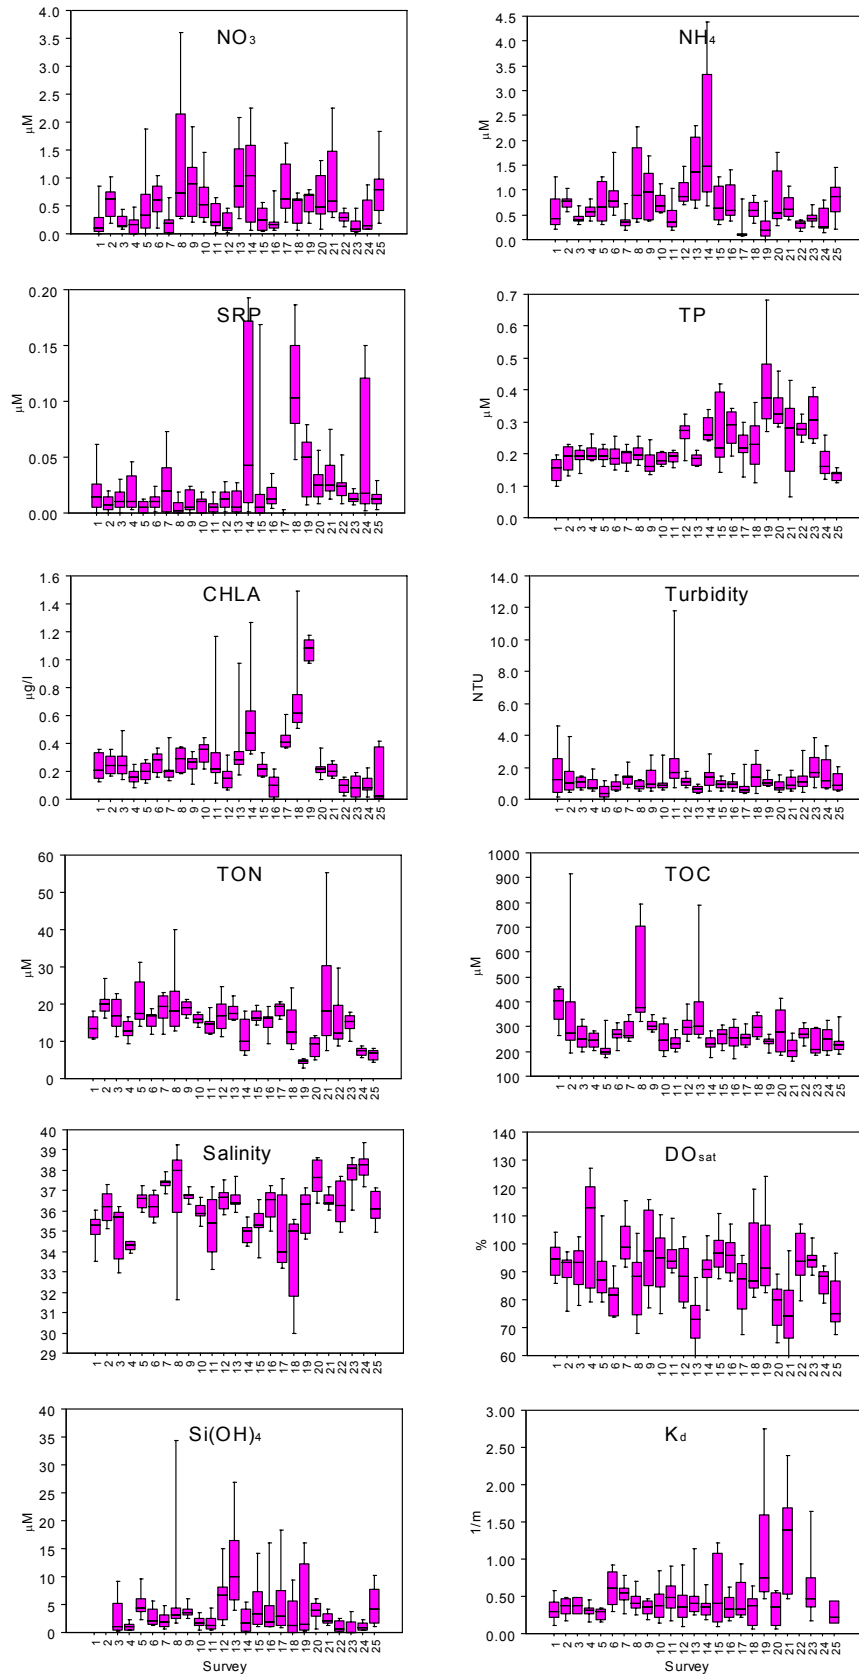 NO3
µM
4.0
3.5
3.0
2.5
2.0
1.5
1.0
0.5
0.0
1 2 3 4 5 6 7 8 9 10 11 12 13 14 15 16 17 18 19 20 21 22 23 24 25
NH4
µM
4.5
4.0
3.5
3.0
2.5
2.0
1.5
1.0
0.5
0.0
1 2 3 4 5 6 7 8 9 10 11 12 13 14 15 16 17 18 19 20 21 22 23 24 25
SRP
µM
0.20
0.15
0.10
0.05
0.00
1 2 3 4 5 6 7 8 9 10 11 12 13 14 15 16 17 18 19 20 21 22 23 24 25
TP
µM
0.7
0.6
0.5
0.4
0.3
0.2
0.1
0.0
1 2 3 4 5 6 7 8 9 10 11 12 13 14 15 16 17 18 19 20 21 22 23 24 25
CHLA
µg/l
1.6
1.4
1.2
1.0
0.8
0.6
0.4
0.2
0.0
1 2 3 4 5 6 7 8 9 10 11 12 13 14 15 16 17 18 19 20 21 22 23 24 25
Turbidity
NTU
14.0
12.0
10.0
8.0
6.0
4.0
2.0
0.0
1 2 3 4 5 6 7 8 9 10 11 12 13 14 15 16 17 18 19 20 21 22 23 24 25
TON
µM
60
50
40
30
20
10
0
1 2 3 4 5 6 7 8 9 10 11 12 13 14 15 16 17 18 19 20 21 22 23 24 25
TOC
µM
1000
900
800
700
600
500
400
300
200
100
1 2 3 4 5 6 7 8 9 10 11 12 13 14 15 16 17 18 19 20 21 22 23 24 25
Salinity
40
39
38
37
36
35
34
33
32
31
30
29
1 2 3 4 5 6 7 8 9 10 11 12 13 14 15 16 17 18 19 20 21 22 23 24 25
DOsat
%
140
130
120
110
100
90
80
70
60
1 2 3 4 5 6 7 8 9 10 11 12 13 14 15 16 17 18 19 20 21 22 23 24 25
Si(OH)4
µM
40
35
30
25
20
15
10
5
0
1 2 3 4 5 6 7 8 9 10 11 12 13 14 15 16 17 18 19 20 21 22 23 24 25
Survey
Kd
1/m
3.00
2.50
2.00
1.50
1.00
0.50
0.00
1 2 3 4 5 6 7 8 9 10 11 12 13 14 15 16 17 18 19 20 21 22 23 24 25
Survey